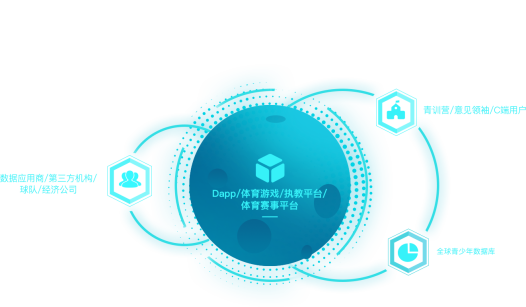 青训营/意见领袖/C端用户
数据应用商/第三方机构/
球队/经济公司
Dapp/体育游戏/执教平台/
体育赛事平台
全球青少年数据库